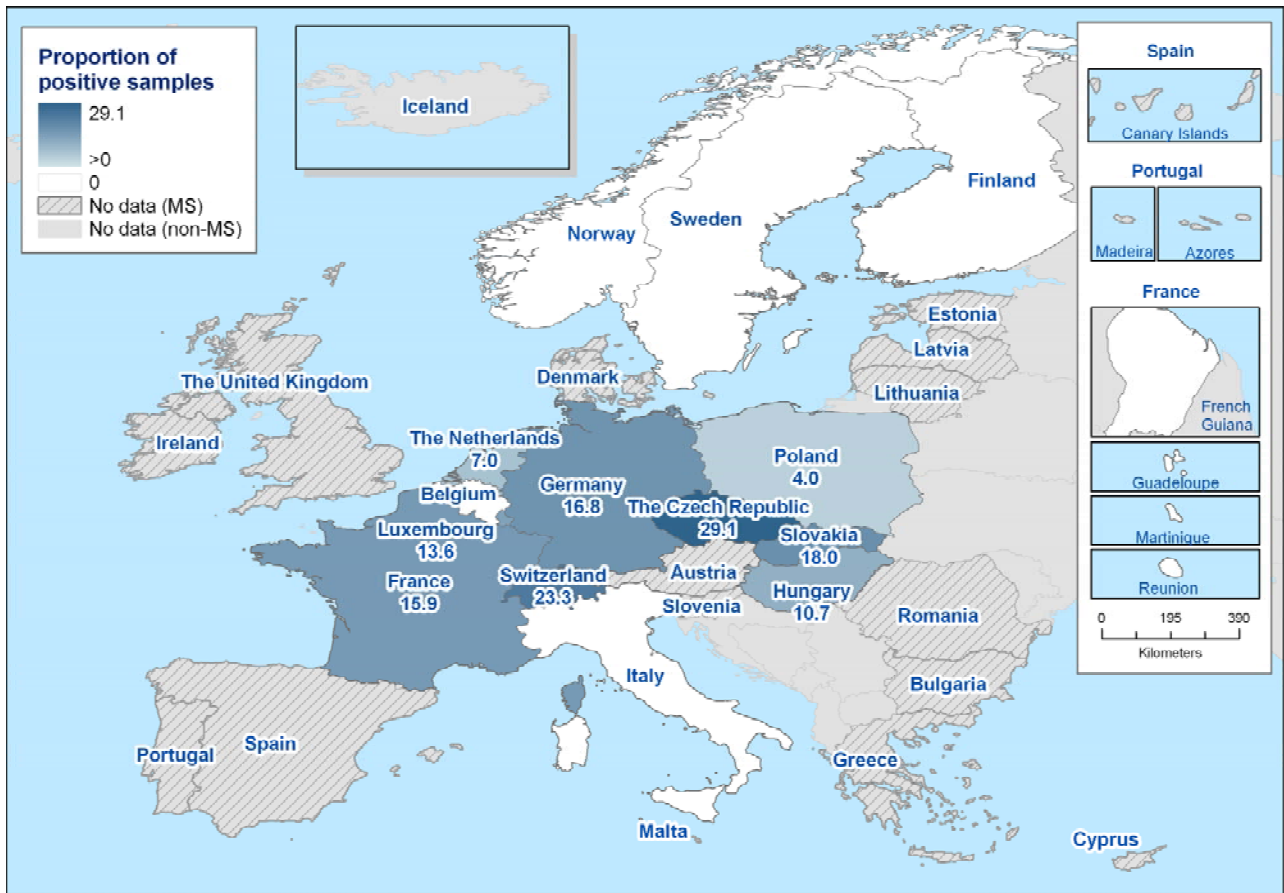 Proportion of
positive samples
29.1
>0
0
No data (MS)
No data (non-MS)
Iceland
Spain
Canary Islands
Portugal
Madeira
Azores
France
French
Guiana
Guadeloupe
Martinique
Reunion
0 195 390
Kilometers
Finland
Norway
Sweden
Estonia
Latvia
Lithuania
Denmark
The United Kingdom
Ireland
The Netherlands
7.0
Poland
4.0
Belgium
Germany
16.8
The Czech Republic
29.1
Luxembourg
13.6
Slovakia
18.0
France
15.9
Switzerland
23.3
Austria
Hungary
10.7
Slovenia
Romania
Italy
Bulgaria
Portugal
Spain
Greece
Malta
Cyprus